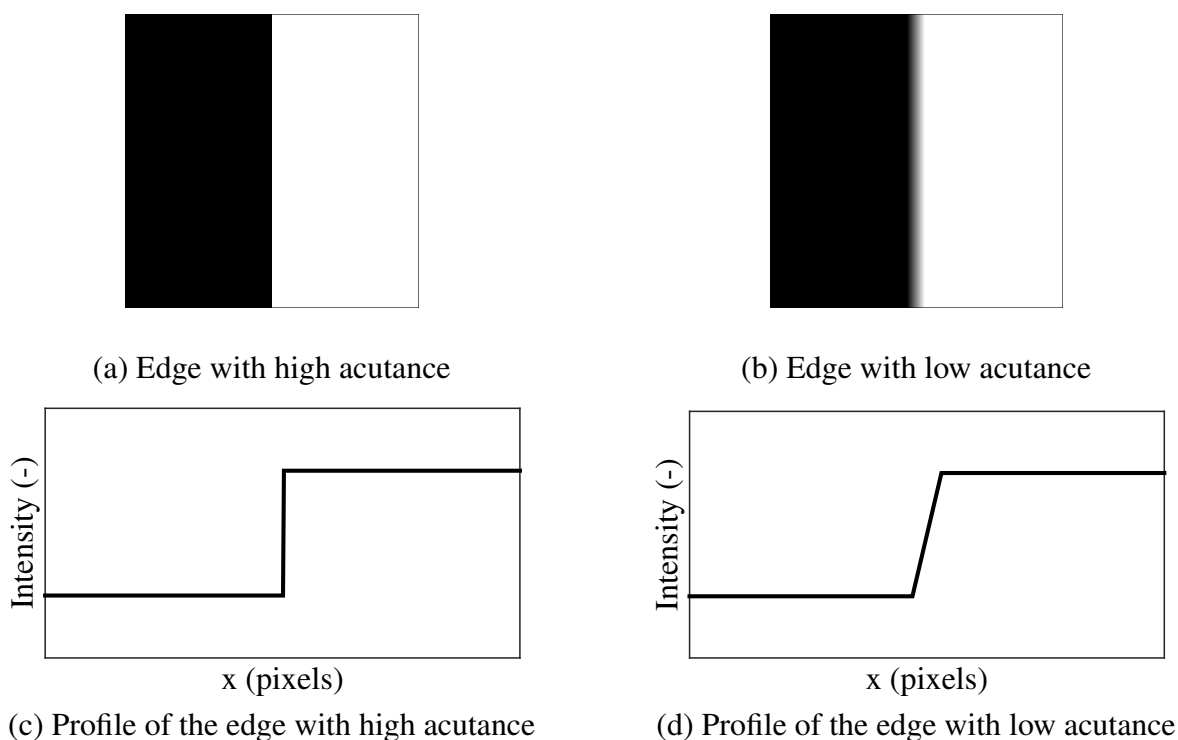 (a) Edge with high acutance
(b) Edge with low acutance
Intensity (-)
x (pixels)
Intensity (-)
x (pixels)
(c) Profile of the edge with high acutance
(d) Profile of the edge with low acutance